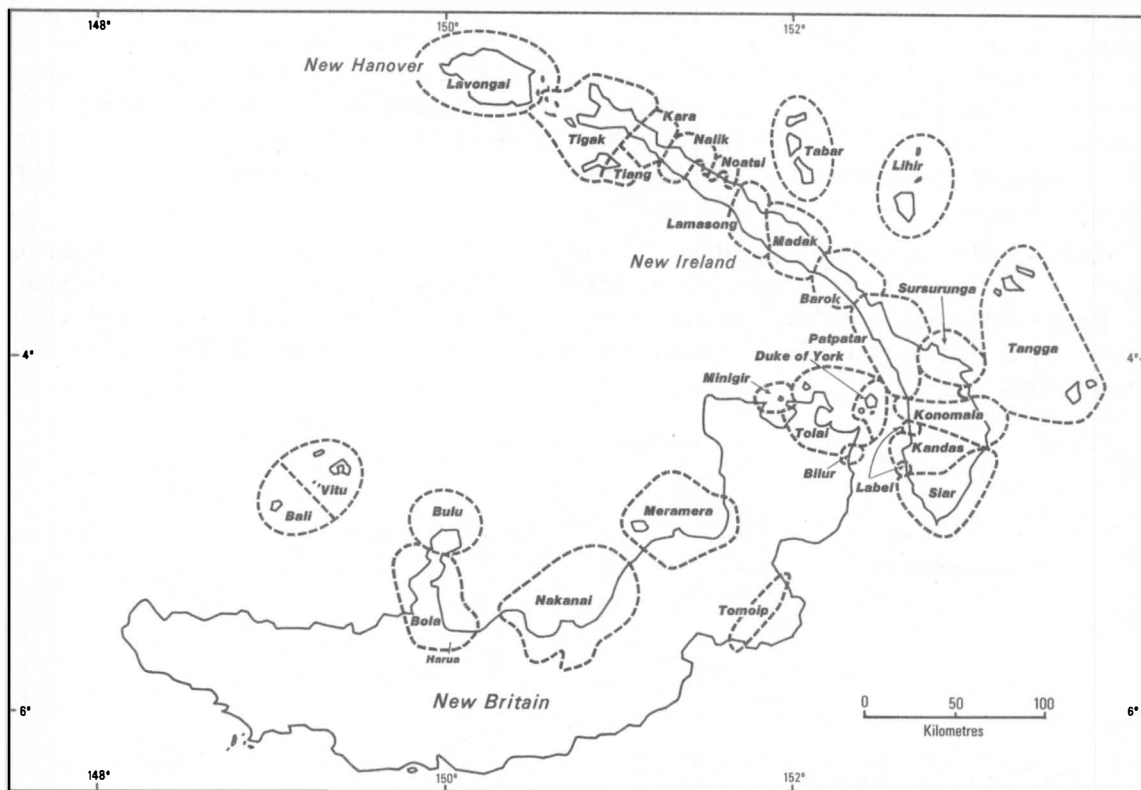 148°
150°
152°
New Hanover
Lavongai
Kara
Tigak
Nalik
Tabar
Noatsi
Lihir
Tiang
Lamasong
Madak
New Ireland
Sursurunga
Barok
Patpatar
Tangga
4°
4°
Duke of York
Minigir
Konomala
Tolai
Kandas
Bilur
Label
Siar
Vitu
Bali
Bulu
Meramera
Nakanai
Tomoip
Bola
Harua
New Britain
0 50 100
Kilometres
6°
6°
148°
150°
152°